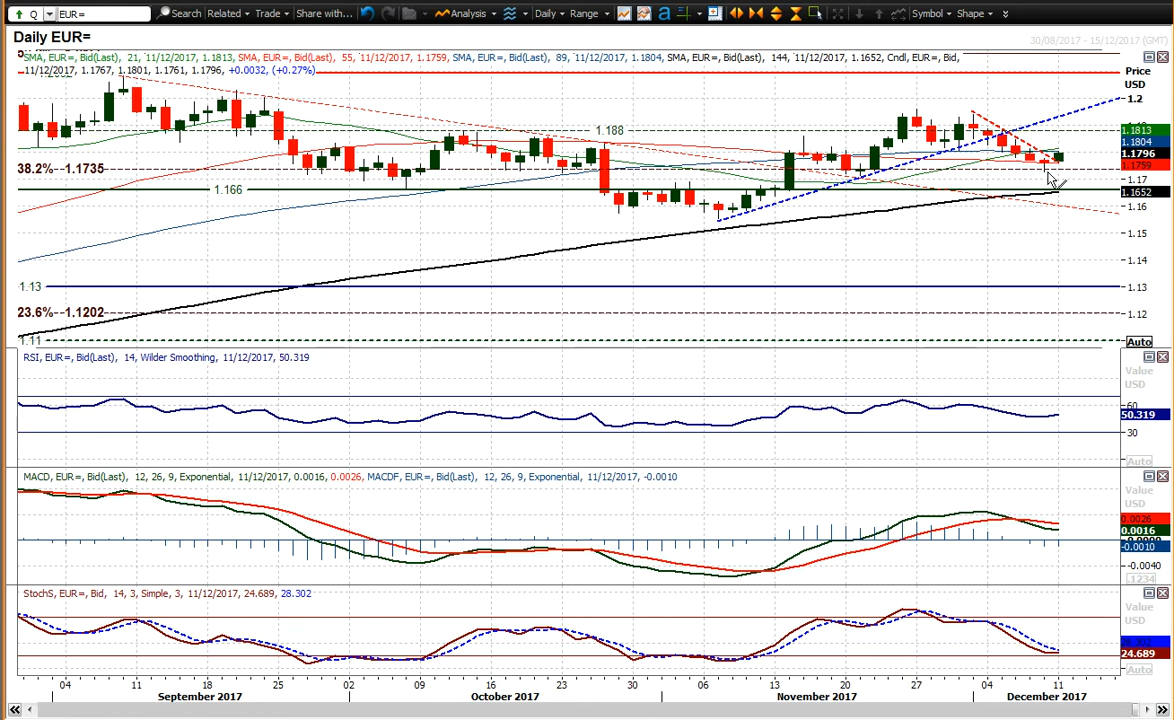 Q EUR= Search Related Trade Share with... Analysis Daily Range Symbol Shape
Daily EUR=
30/08/2017 - 15/12/2017 (GMT)
SMA, EUR=, Bid(Last), 21, 11/12/2017, 1.1813, SMA, EUR=, Bid(Last), 55, 11/12/2017, 1.1759, SMA, EUR=, Bid(Last), 89, 11/12/2017, 1.1804, SMA, EUR=, Bid(Last), 144, 11/12/2017, 1.1652, Cndl, EUR=, Bid,
11/12/2017, 1.1767, 1.1801, 1.1761, 1.1796, +0.0032, (+0.27%)
Price
USD
1.2
1.188
1.1813
1.1804
1.1796
1.1759
38.2%--1.1735
1.17
1.166
1.1652
1.16
1.15
1.14
1.13
1.13
23.6%--1.1202
1.12
1.11
Auto
RSI, EUR=, Bid(Last), 14, Wilder Smoothing, 11/12/2017, 50.319
Value
USD
60
50.319
30
Auto
MACD, EUR=, Bid(Last), 12, 26, 9, Exponential, 11/12/2017, 0.0016, 0.0026, MACDF, EUR=, Bid(Last), 12, 26, 9, Exponential, 11/12/2017, -0.0010
Value
USD
0.0026
0.0016
-0.0010
-0.0040
.1234
StochS, EUR=, Bid, 14, 3, Simple, 3, 11/12/2017, 24.689, 28.302
Value
USD
28.302
24.689
Auto
04 11 18 25 02 09 16 23 30 06 13 20 27 04 11
September 2017 October 2017 November 2017 December 2017